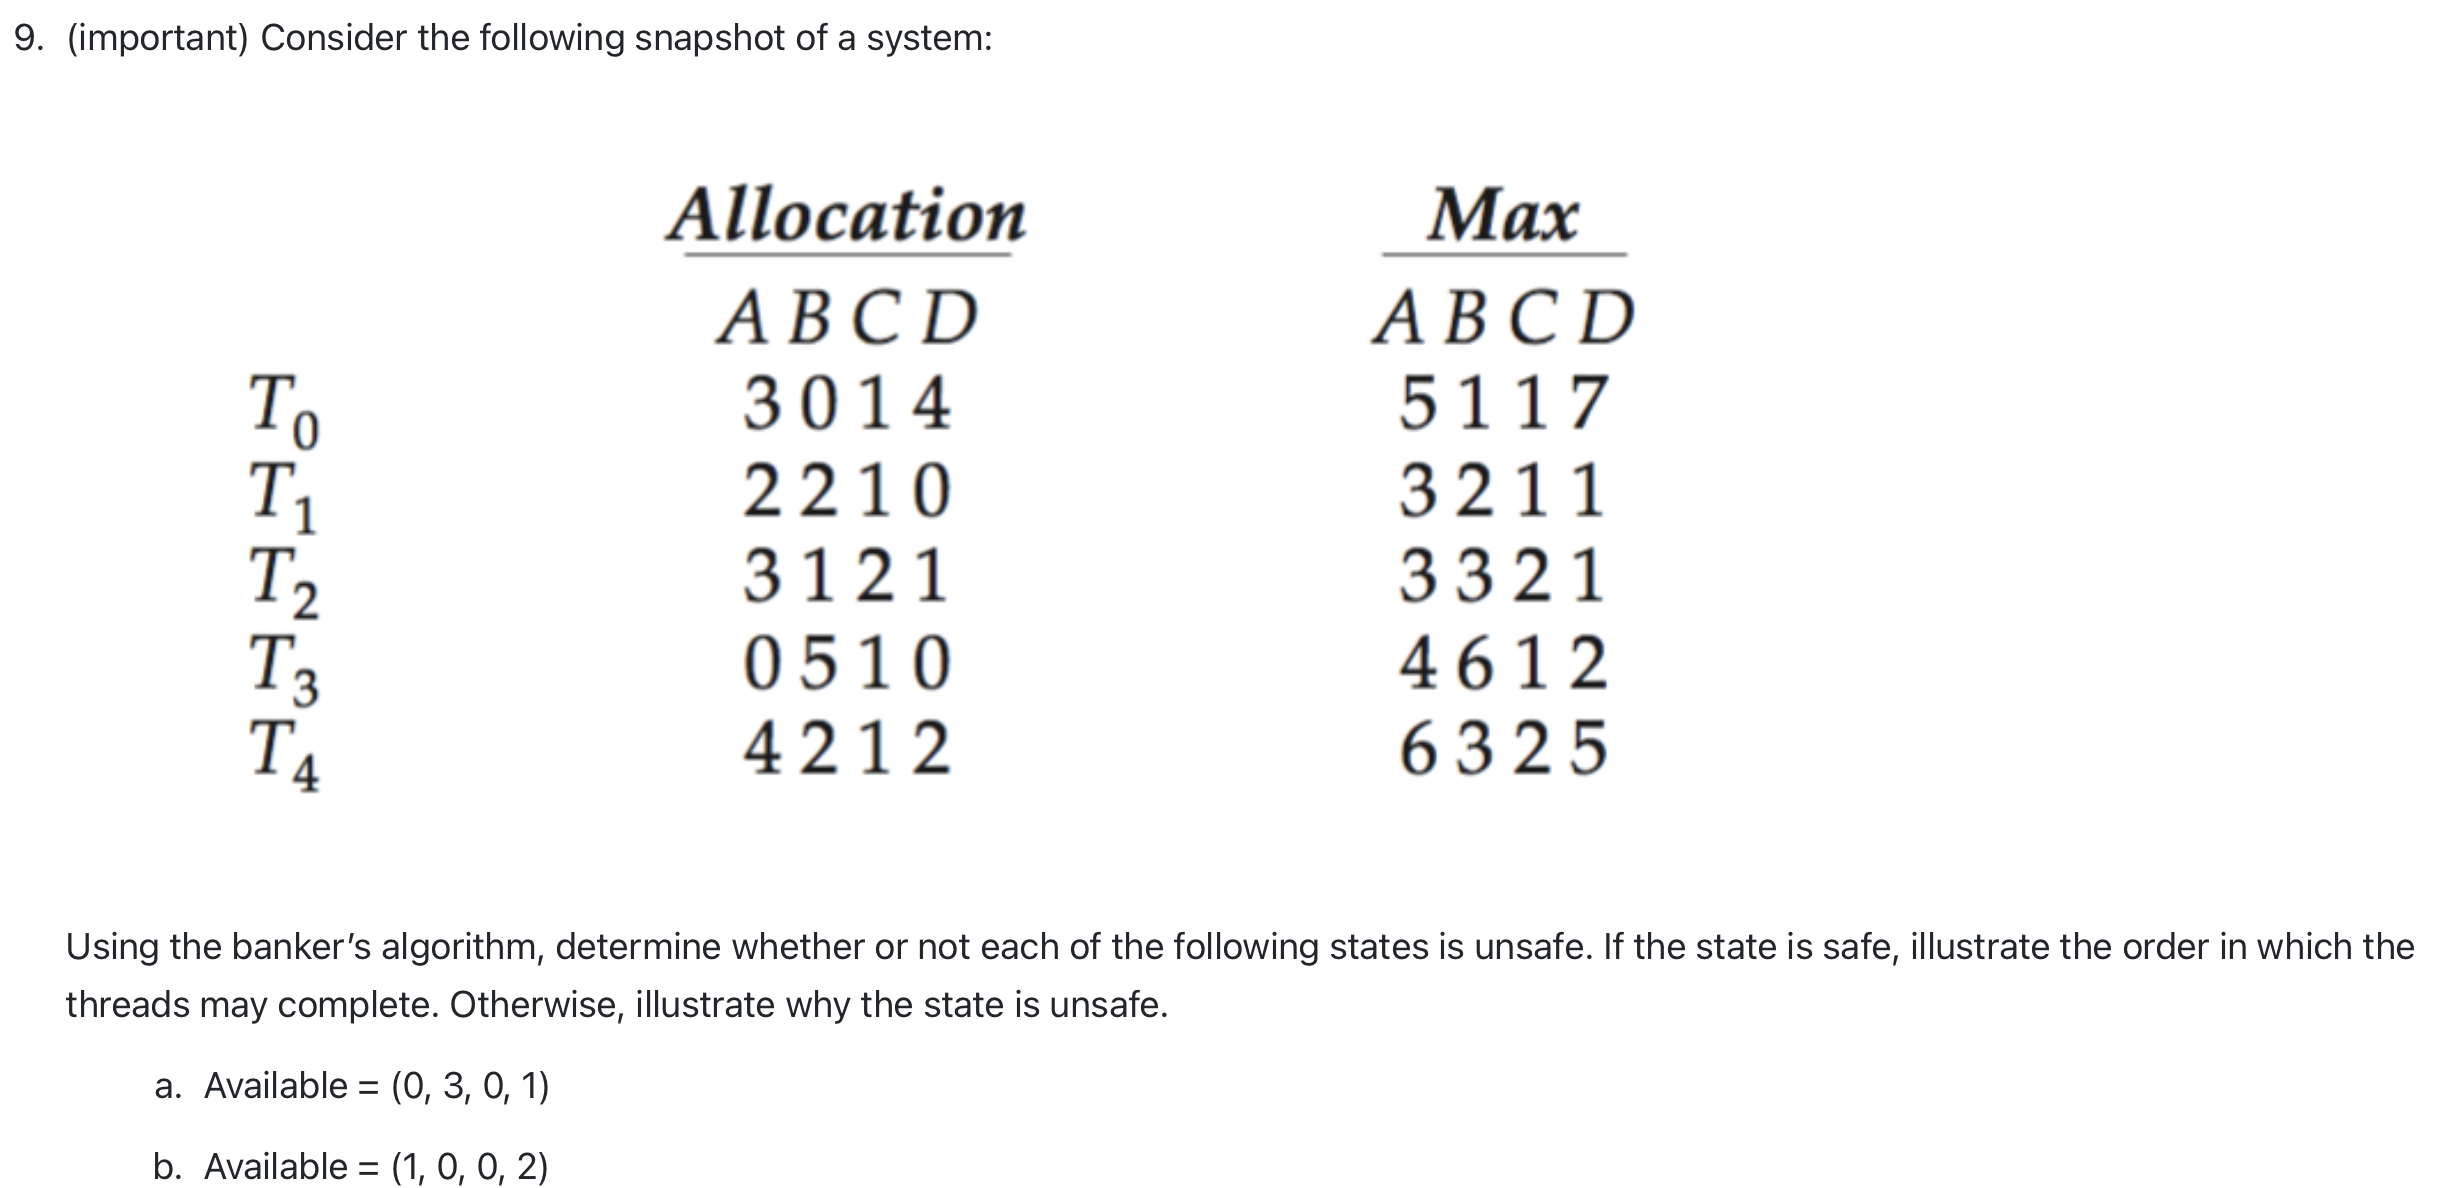 9. (important) Consider the following snapshot of a system:
Allocation Max
A B C D A B C D
T0 3 0 1 4 5 1 1 7
T1 2 2 1 0 3 2 1 1
T2 3 1 2 1 3 3 2 1
T3 0 5 1 0 4 6 1 2
T4 4 2 1 2 6 3 2 5
Using the banker’s algorithm, determine whether or not each of the following states is unsafe. If the state is safe, illustrate the order in which the
threads may complete. Otherwise, illustrate why the state is unsafe.
a. Available = (0, 3, 0, 1)
b. Available = (1, 0, 0, 2)